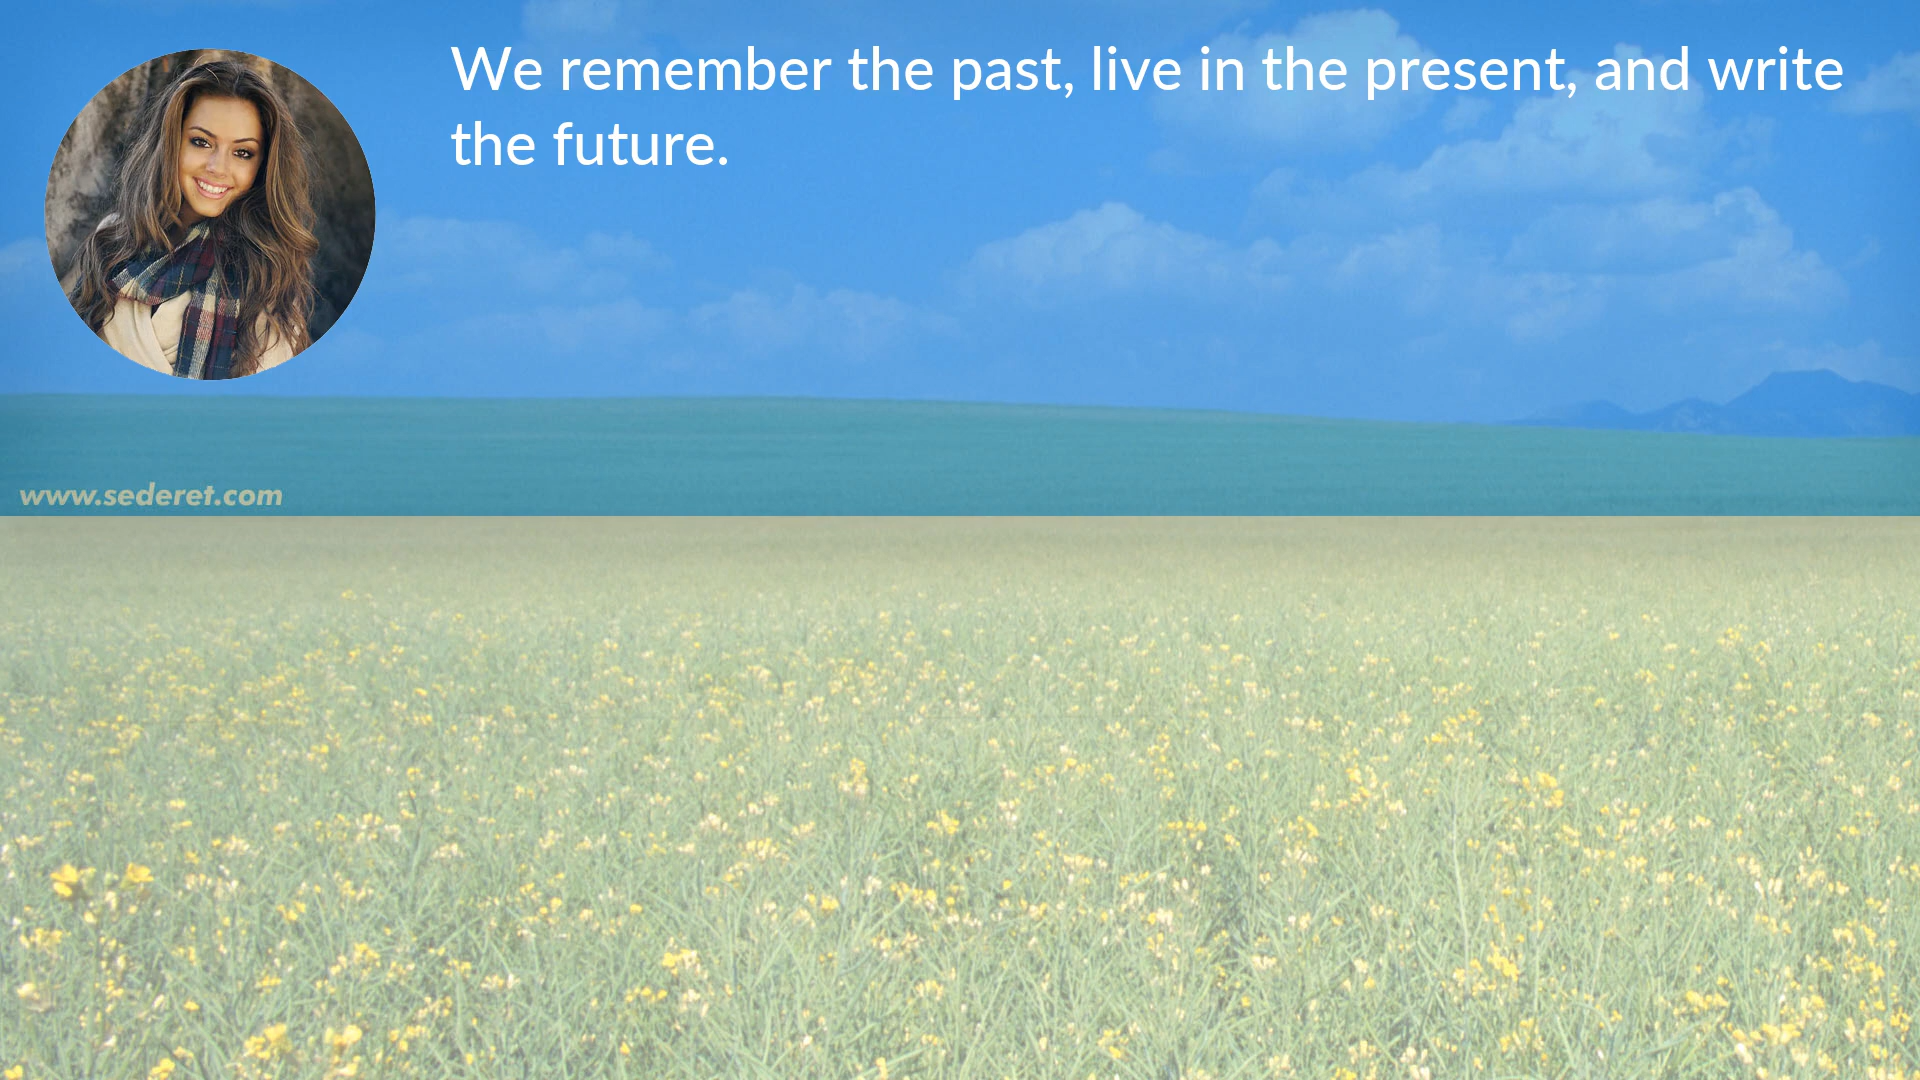 We remember the past, live in the present, and write
the future.
www.sederet.com